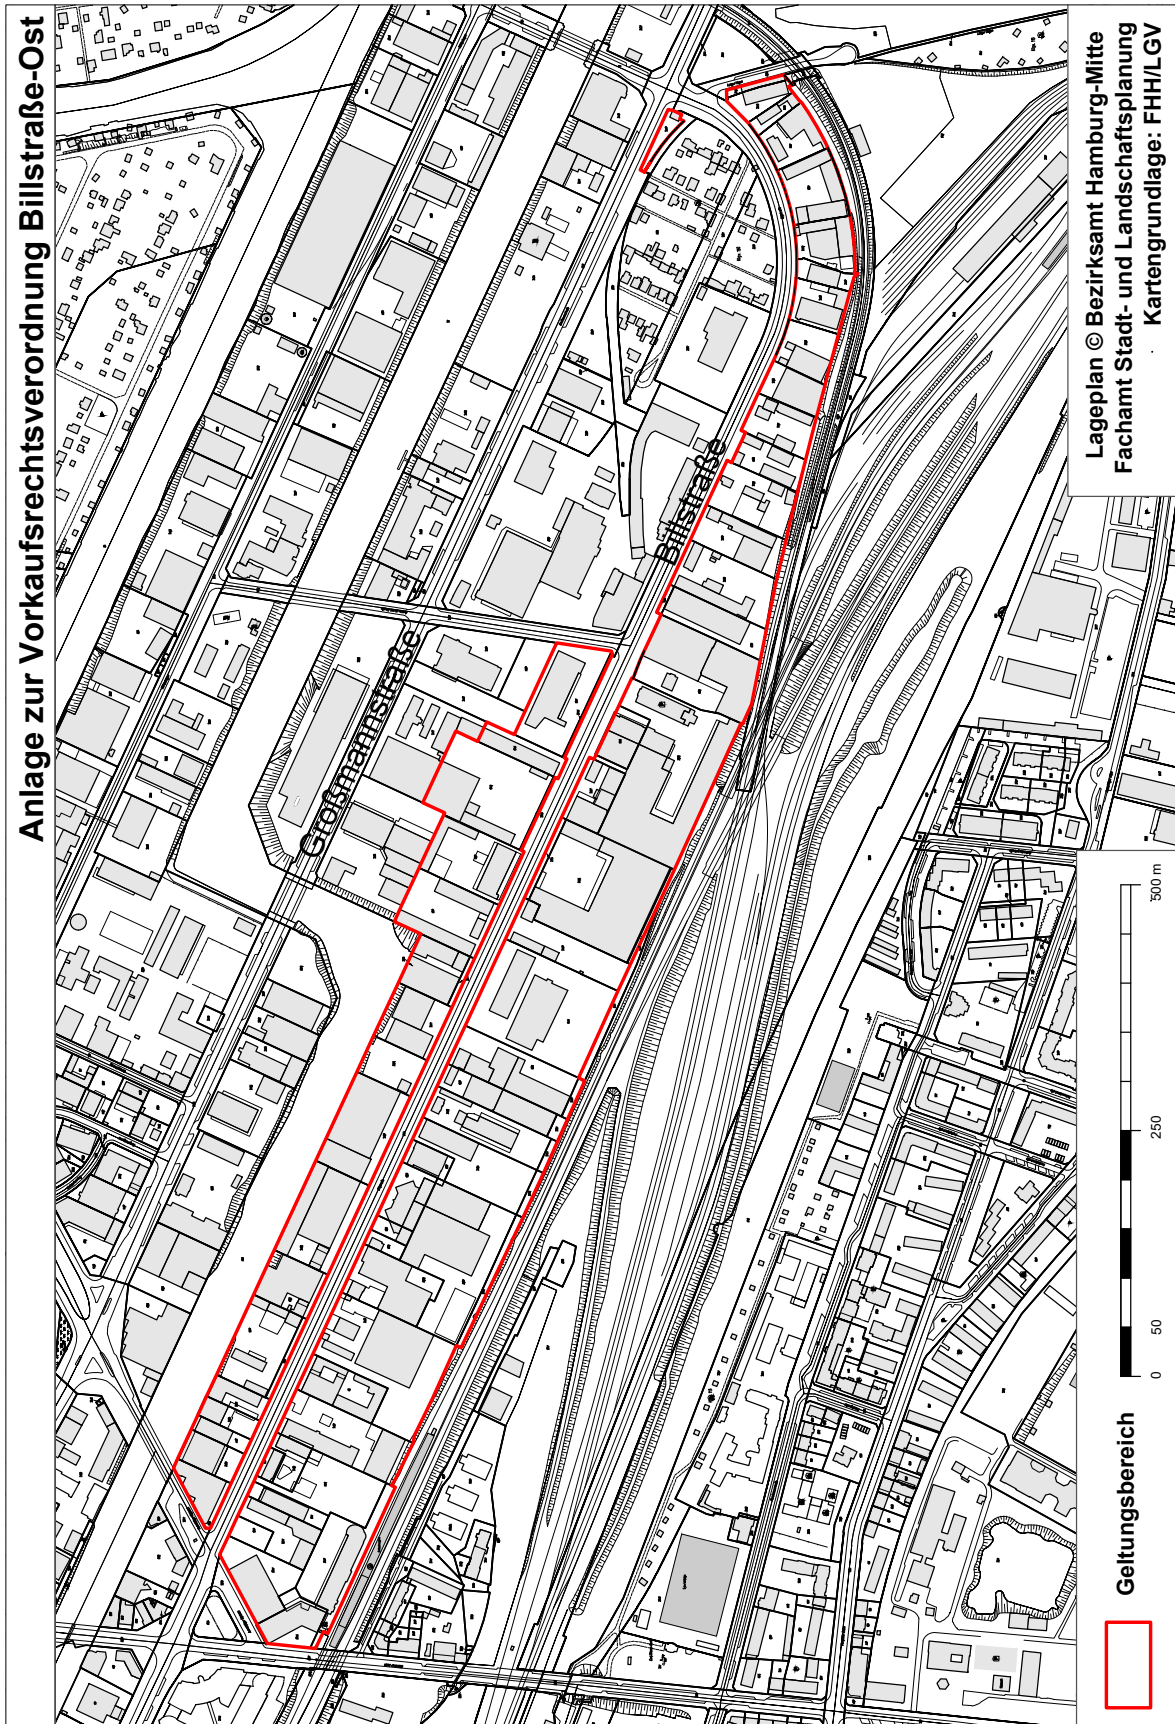 Anlage zur Vorkaufsrechtsverordnung Billstraße-Ost
Großmannstraße
Billstraße
Geltungsbereich
0
50
250
500 m
Lageplan © Bezirksamt Hamburg-Mitte
Fachamt Stadt- und Landschaftsplanung
Kartengrundlage: FHH/LGV